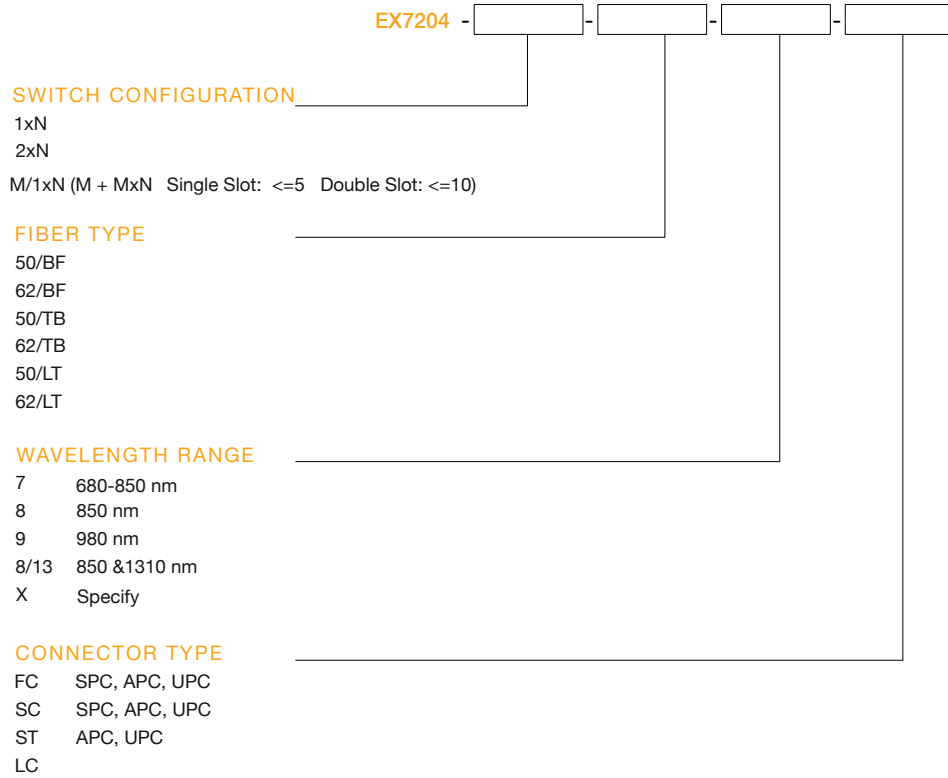 EX7204 - - - -
SWITCH CONFIGURATION
1xN
2xN
M/1xN (M + MxN Single Slot: <=5 Double Slot: <=10)
FIBER TYPE
50/BF
62/BF
50/TB
62/TB
50/LT
62/LT
WAVELENGTH RANGE
7 680-850 nm
8 850 nm
9 980 nm
8/13 850 &1310 nm
X Specify
CONNECTOR TYPE
FC SPC, APC, UPC
SC SPC, APC, UPC
ST APC, UPC
LC